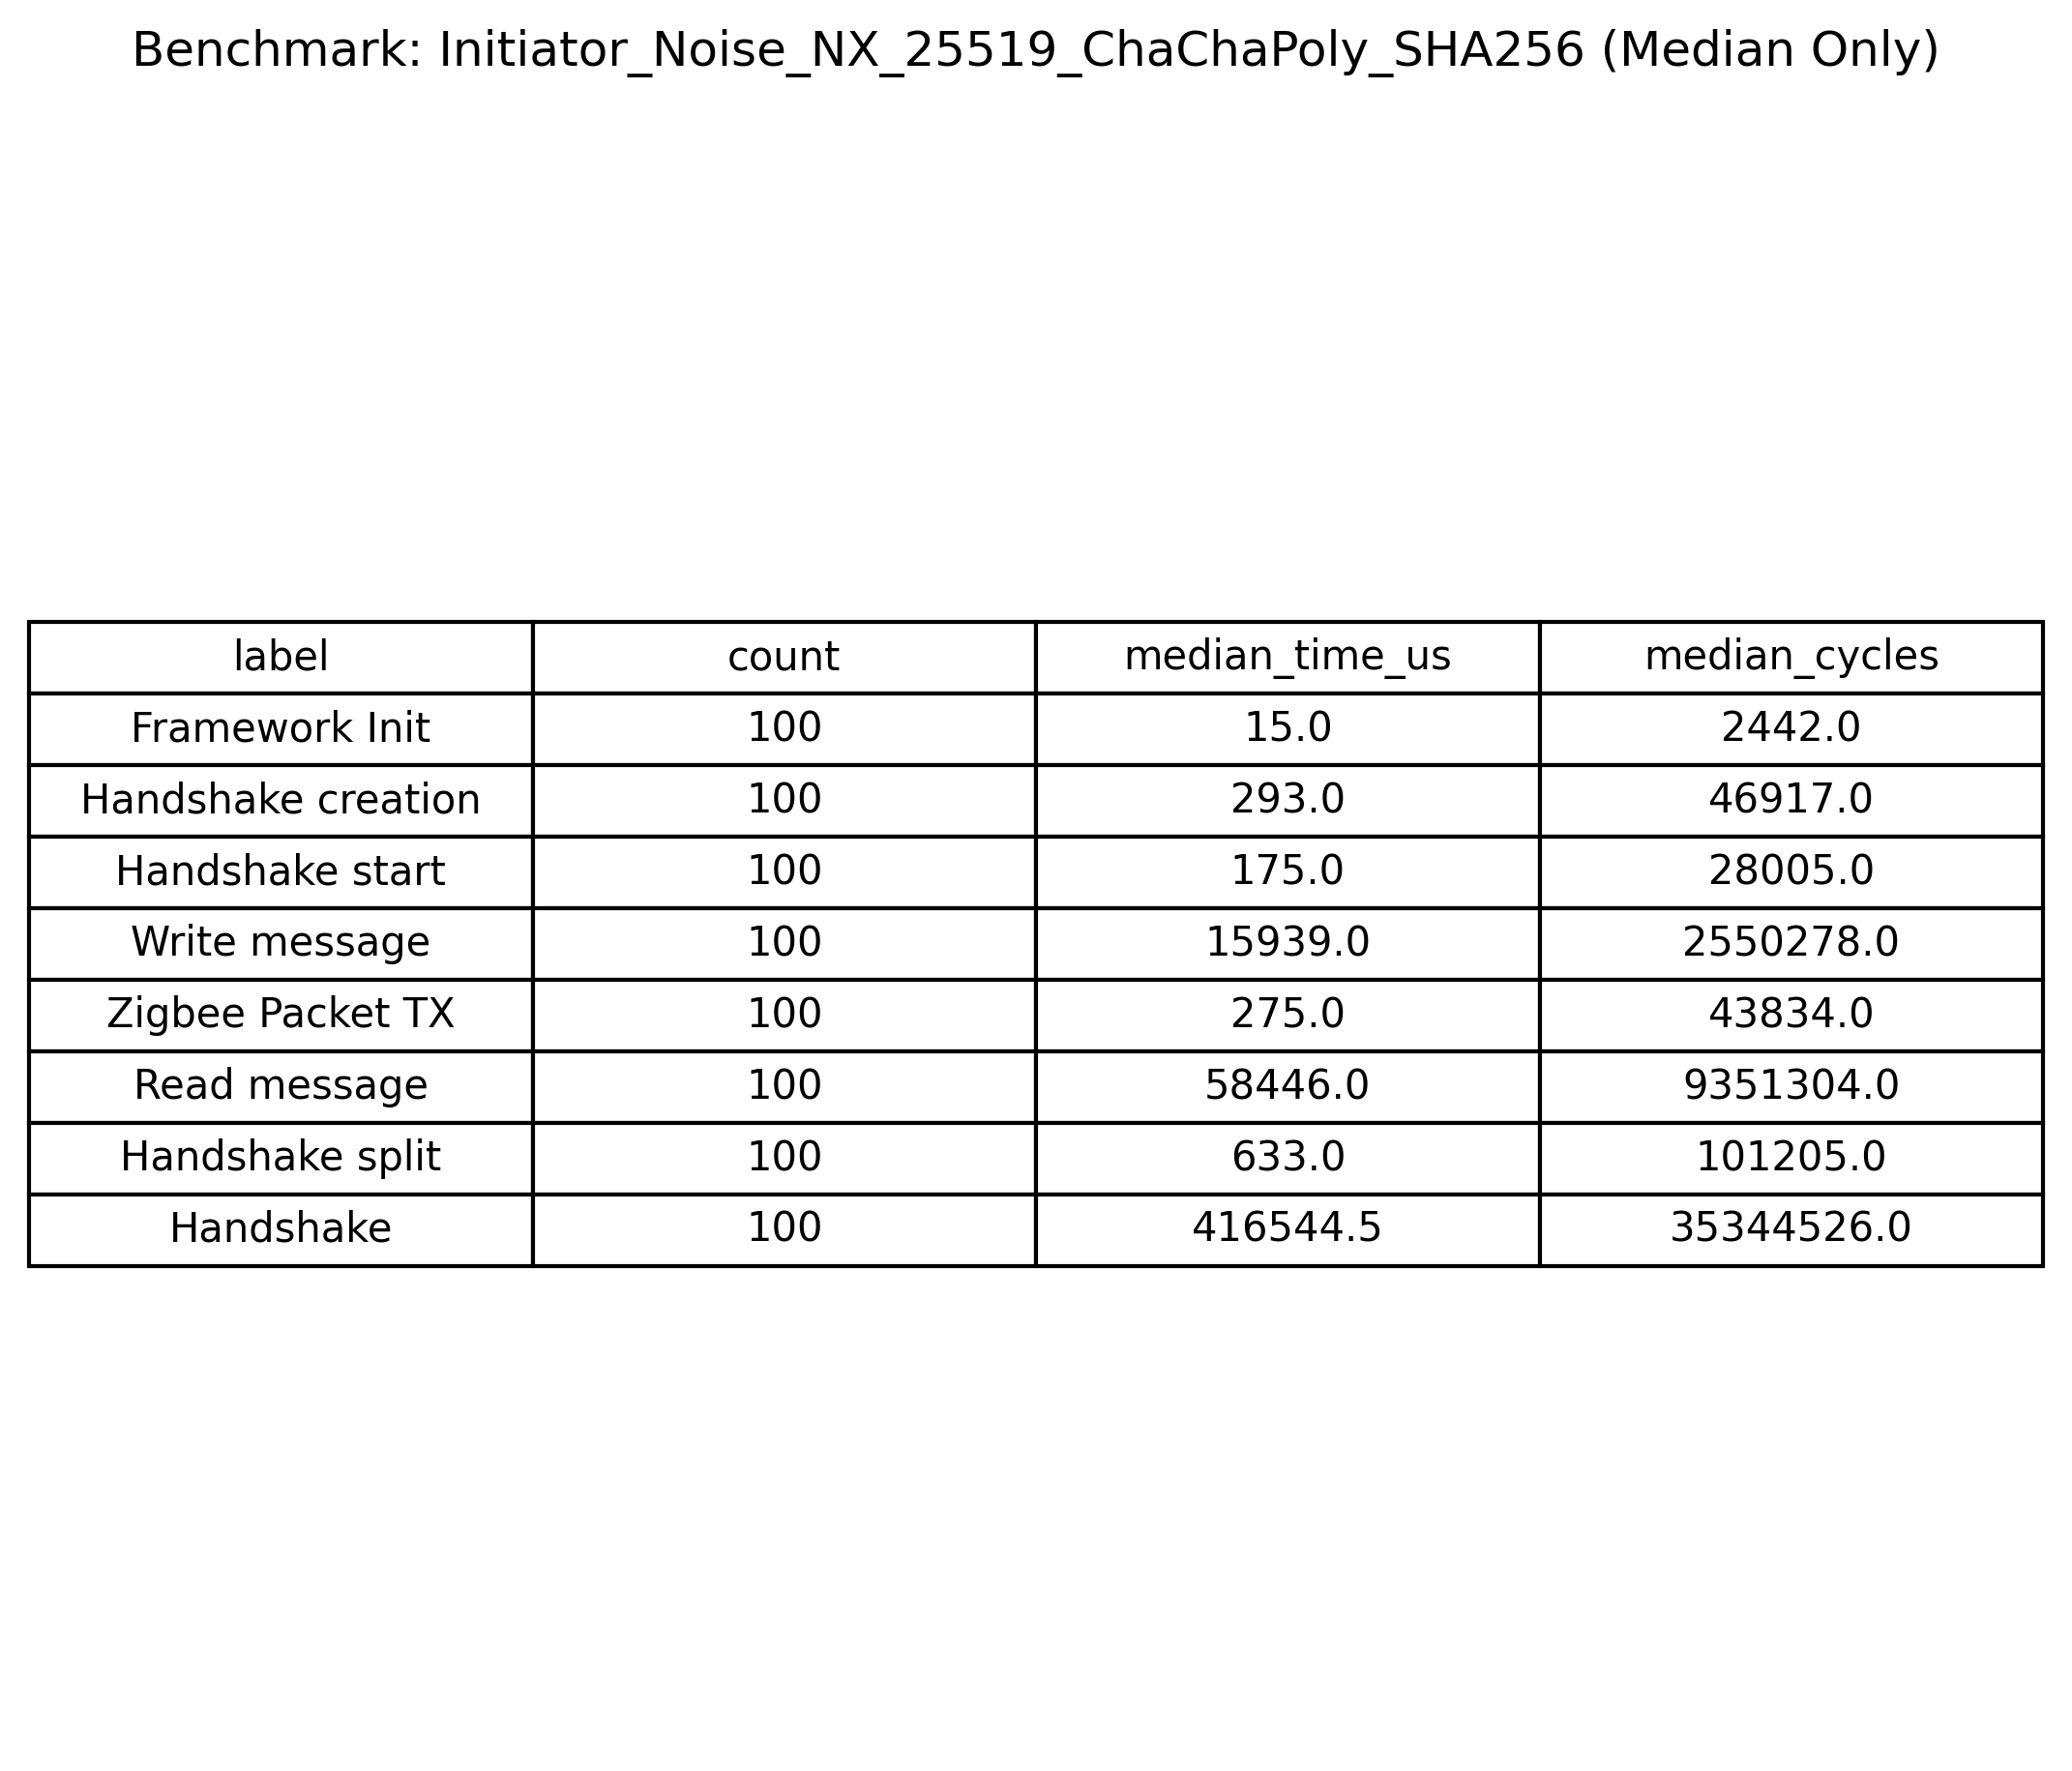 Benchmark: Initiator_Noise_NX_25519_ChaChaPoly_SHA256 (Median Only)
label count median_time_us median_cycles
Framework Init 100 15.0 2442.0
Handshake creation 100 293.0 46917.0
Handshake start 100 175.0 28005.0
Write message 100 15939.0 2550278.0
Zigbee Packet TX 100 275.0 43834.0
Read message 100 58446.0 9351304.0
Handshake split 100 633.0 101205.0
Handshake 100 416544.5 35344526.0